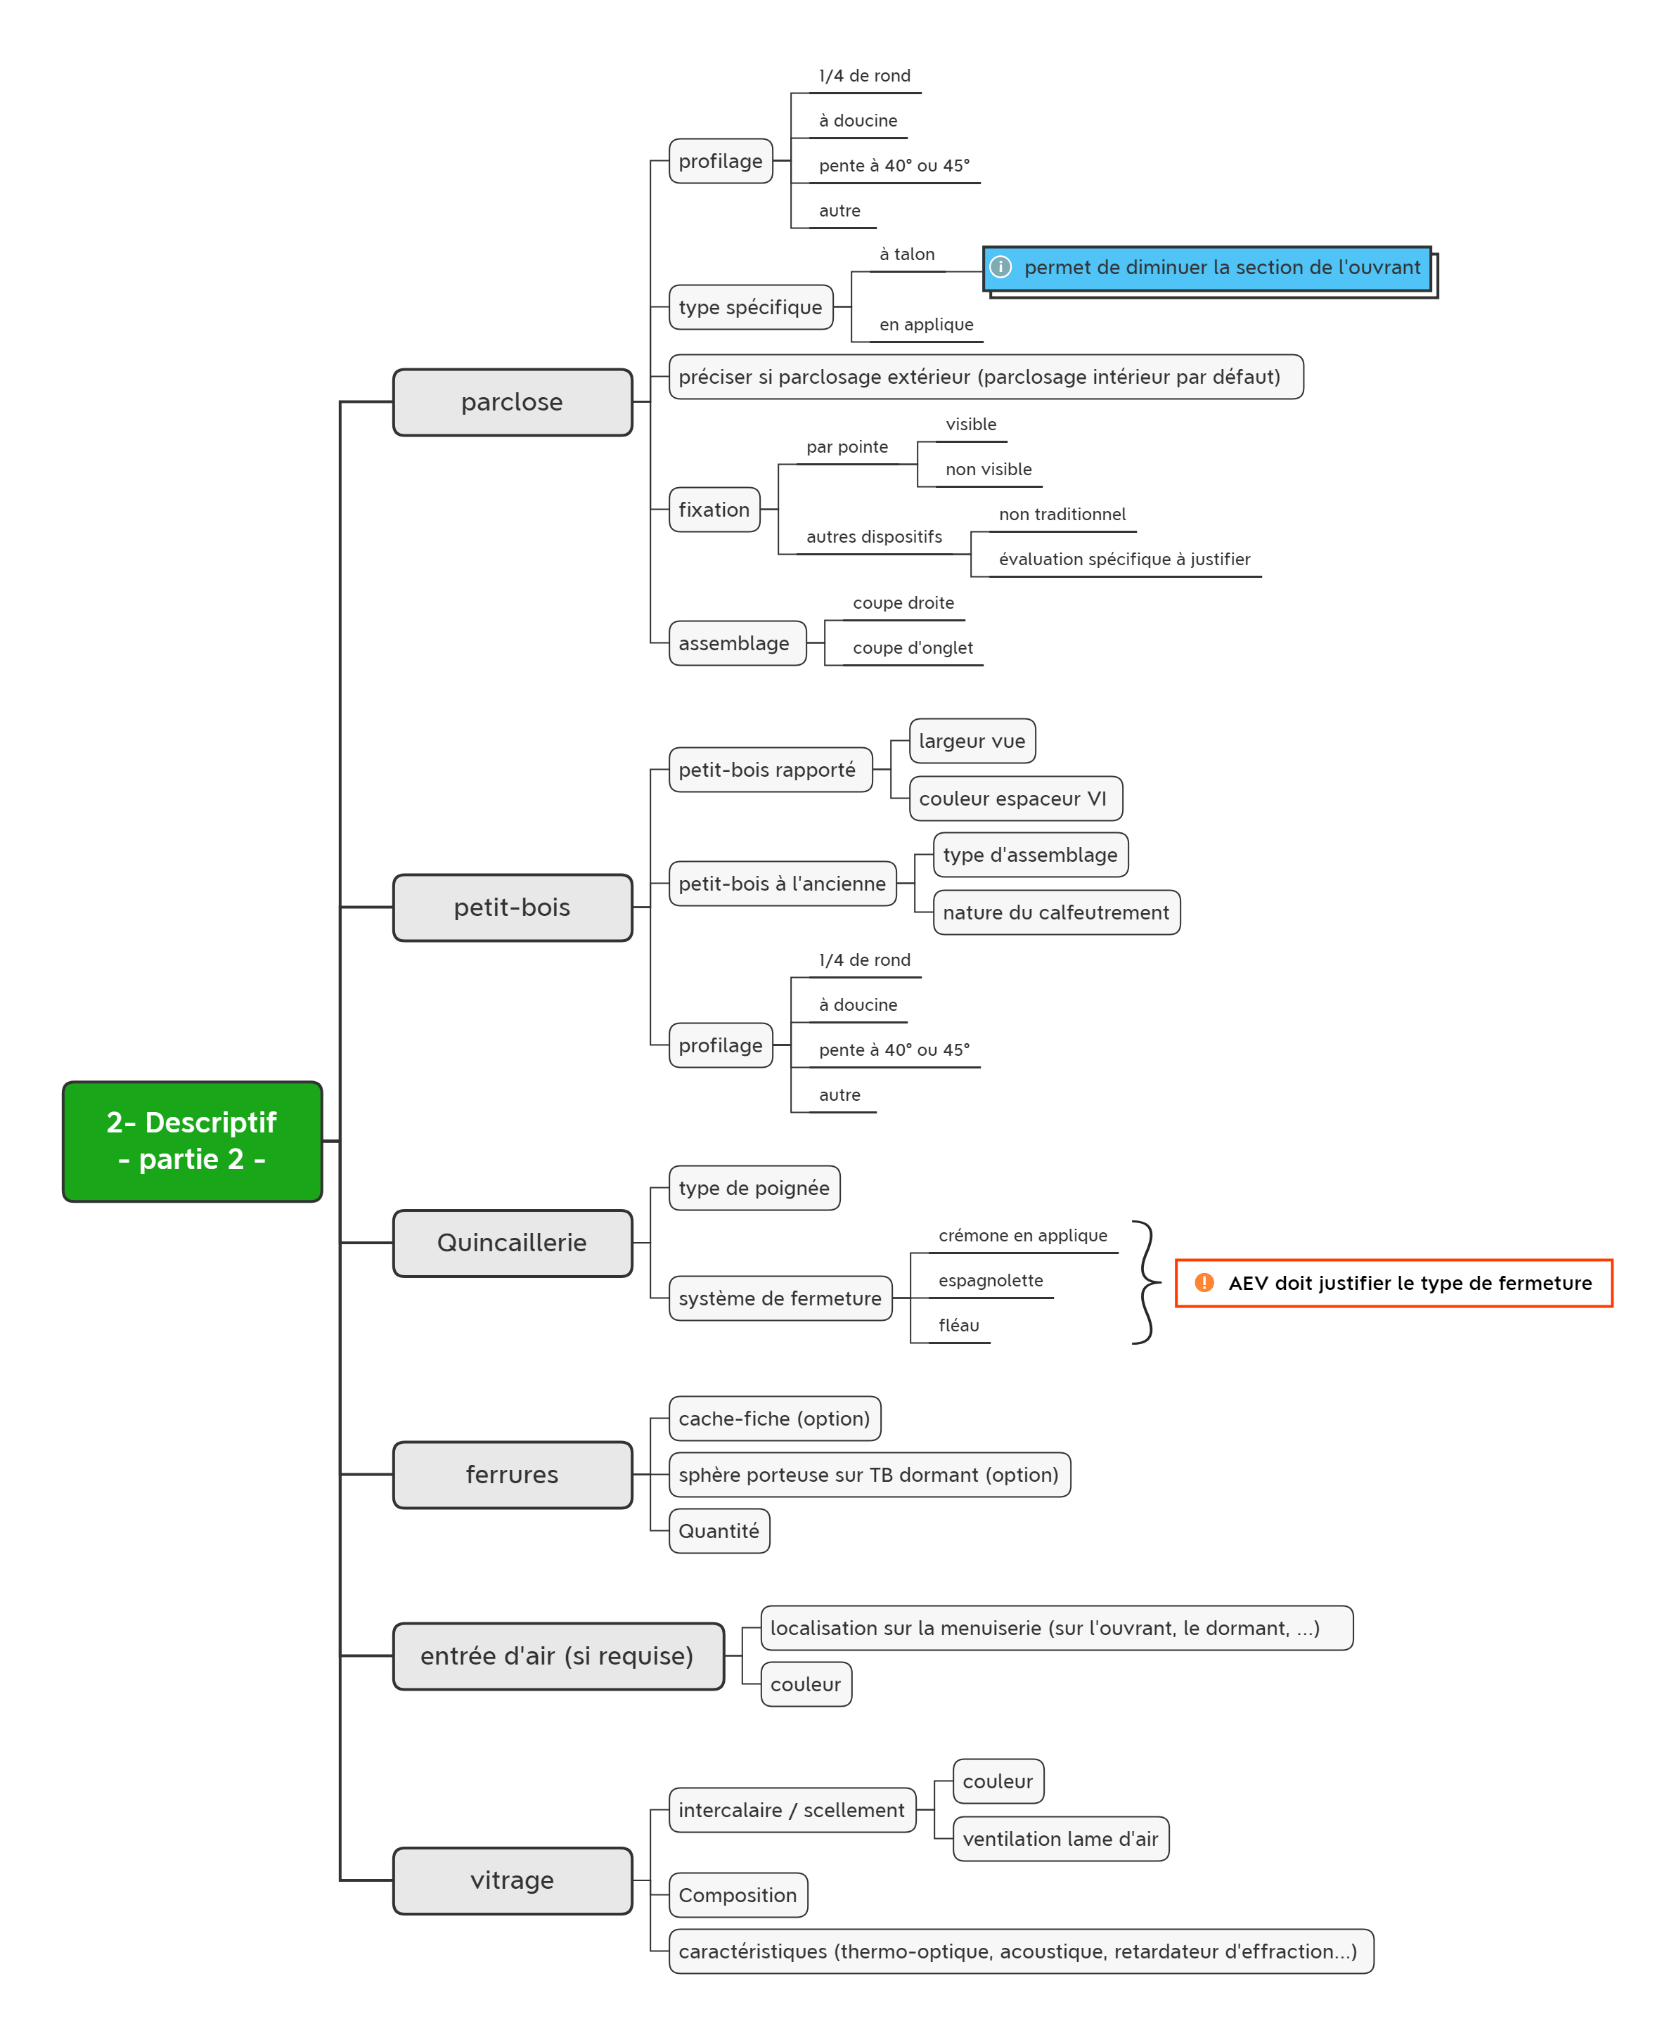 1/4 de rond
à doucine
profilage
pente à 40° ou 45°
autre
à talon
permet de diminuer la section de l'ouvrant
type spécifique
en applique
préciser si parclosage extérieur (parclosage intérieur par défaut)
parclose
visible
par pointe
non visible
fixation
non traditionnel
autres dispositifs
évaluation spécifique à justifier
coupe droite
assemblage
coupe d'onglet
largeur vue
petit-bois rapporté
couleur espaceur VI
type d'assemblage
petit-bois à l'ancienne
petit-bois
nature du calfeutrement
1/4 de rond
à doucine
profilage
pente à 40° ou 45°
autre
2- Descriptif
- partie 2 -
type de poignée
Quincaillerie
crémone en applique
système de fermeture
espagnolette
fléau
AEV doit justifier le type de fermeture
cache-fiche (option)
ferrures
sphère porteuse sur TB dormant (option)
Quantité
localisation sur la menuiserie (sur l'ouvrant, le dormant, ...)
entrée d'air (si requise)
couleur
couleur
intercalaire / scellement
ventilation lame d'air
vitrage
Composition
caractéristiques (thermo-optique, acoustique, retardateur d'effraction...)